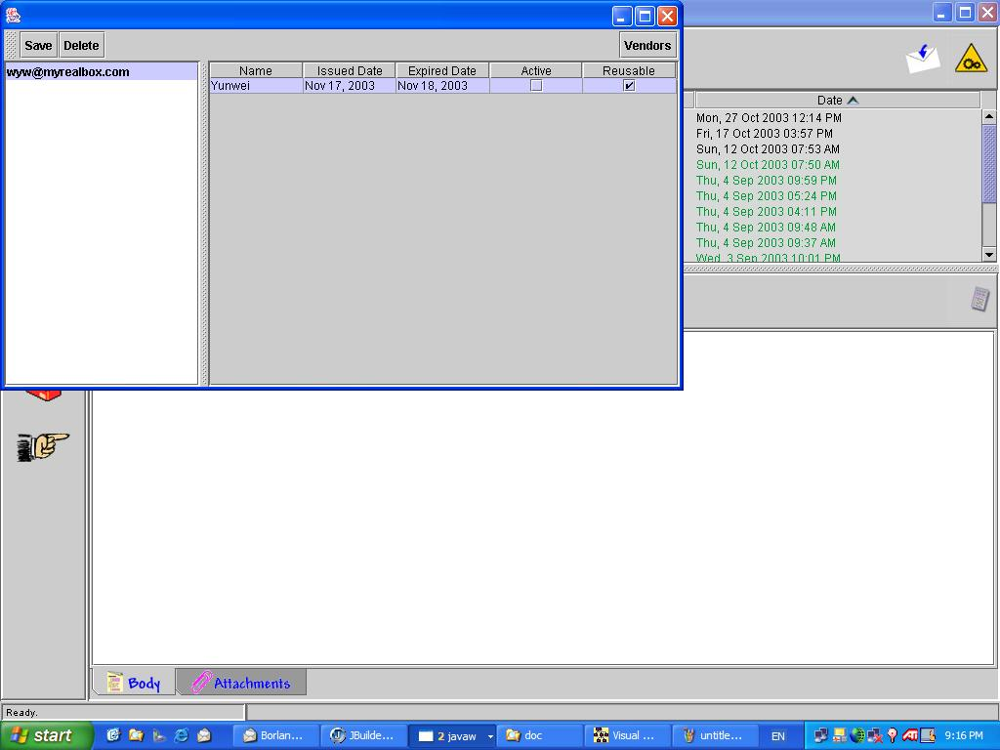 Save Delete Vendors
wyw@myrealbox.com
Name Issued Date Expired Date Active Reusable
Yunwei Nov 17, 2003 Nov 18, 2003
Date
Mon, 27 Oct 2003 12:14 PM
Fri, 17 Oct 2003 03:57 PM
Sun, 12 Oct 2003 07:53 AM
Sun, 12 Oct 2003 07:50 AM
Thu, 4 Sep 2003 09:59 PM
Thu, 4 Sep 2003 05:24 PM
Thu, 4 Sep 2003 04:11 PM
Thu, 4 Sep 2003 09:48 AM
Thu, 4 Sep 2003 09:37 AM
Wed, 3 Sep 2003 10:01 PM
Body Attachments
Ready.
start Borlan... JBuilde... 2 javaw doc Visual ... untitle... EN 9:16 PM